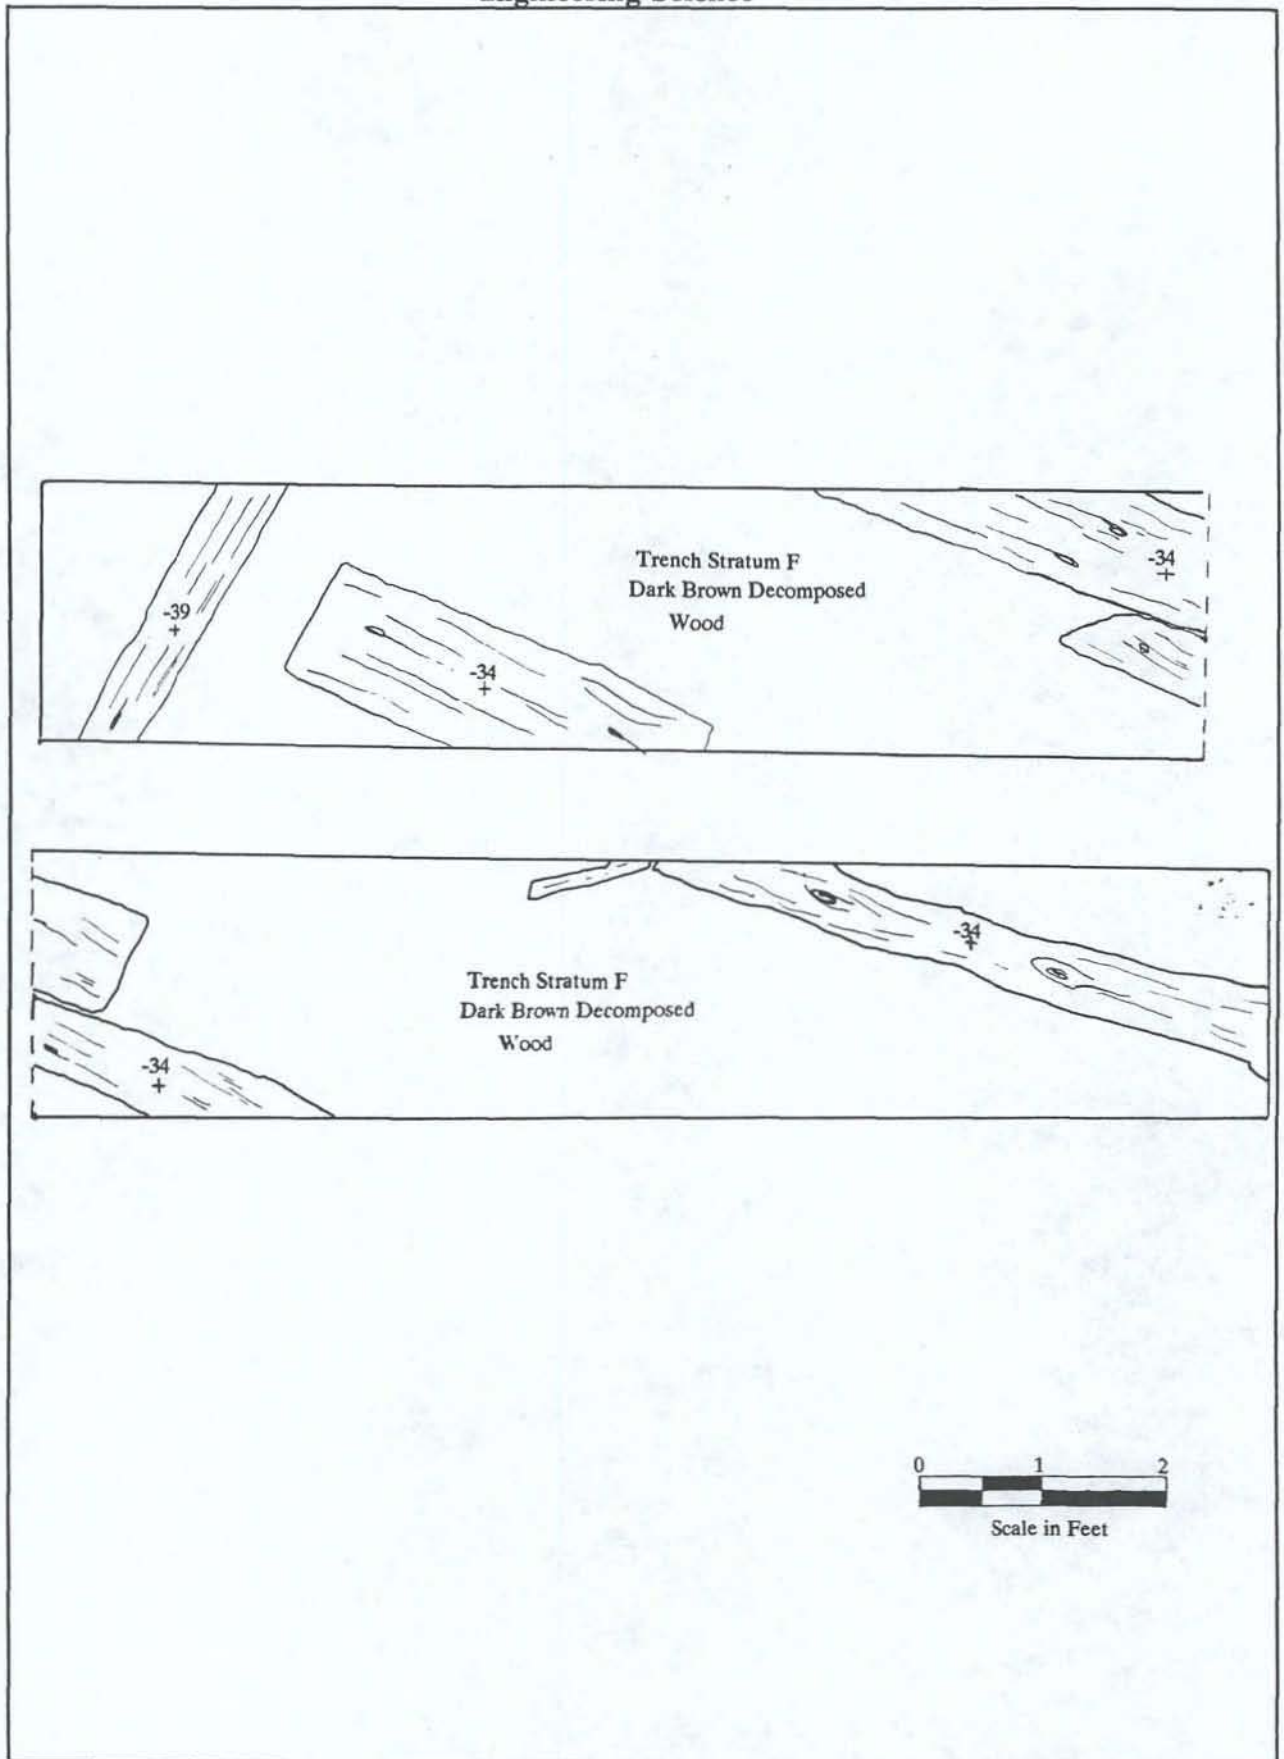 Engineering-Science
-34
Trench Stratum F
Dark Brown Decomposed
Wood
-39
-34
-34
Trench Stratum F
Dark Brown Decomposed
Wood
-34
0 1 2
Scale in Feet